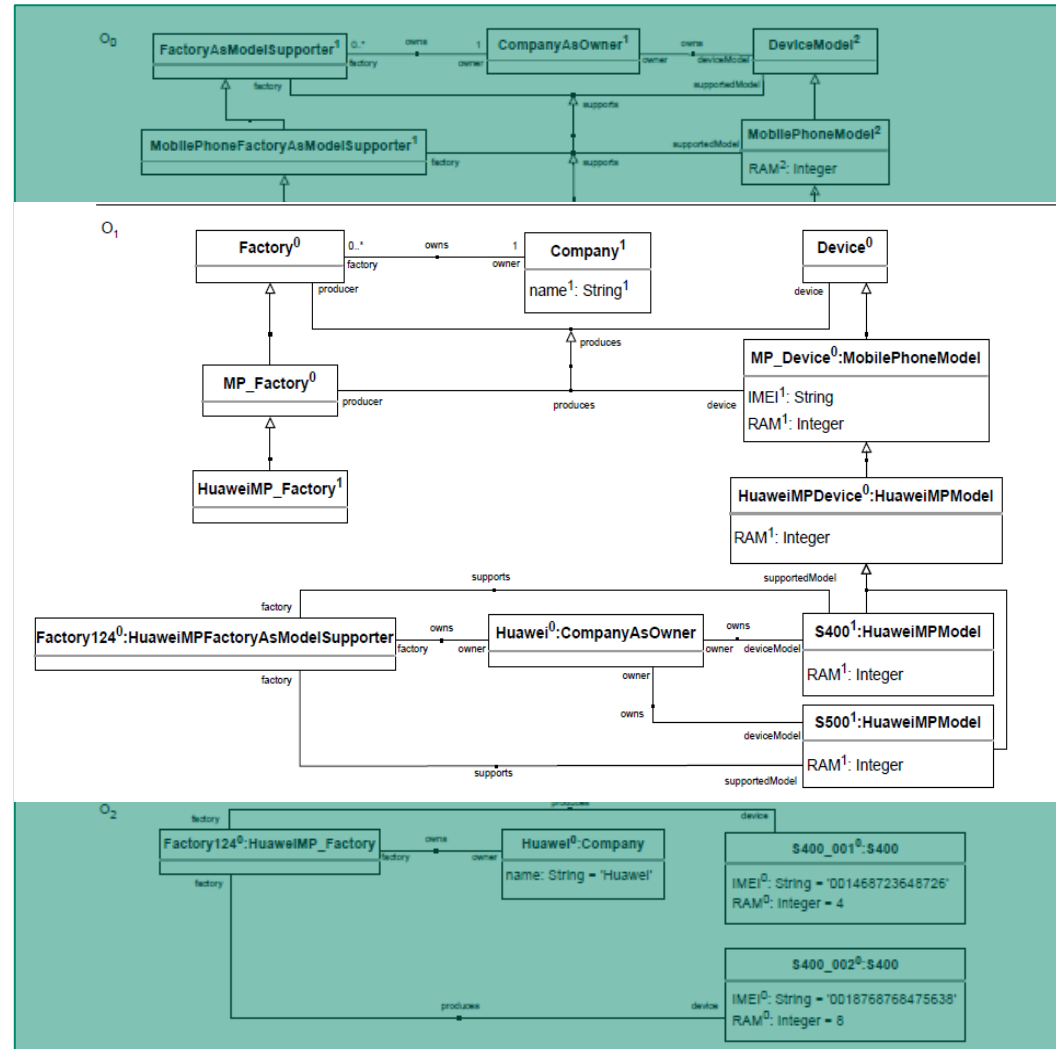 O0
FactoryAsModelSupporter1
0..*
owns
1
factory
owner
CompanyAsOwner1
owns
owner
deviceModel
DeviceModel2
factory
supportedModel
supports
MobilePhoneFactoryAsModelSupporter1
factory
supports
supportedModel
MobilePhoneModel2
RAM2: Integer
O1
Factory0
0..*
owns
1
factory
owner
Company1
name1: String1
Device0
producer
device
produces
MP_Factory0
producer
produces
device
MP_Device0:MobilePhoneModel
IMEI1: String
RAM1: Integer
HuaweiMP_Factory1
HuaweiMPDevice0:HuaweiMPModel
RAM1: Integer
supports
supportedModel
factory
Factory1240:HuaweiMPFactoryAsModelSupporter
owns
factory
owner
Huawei0:CompanyAsOwner
owns
owner
deviceModel
S4001:HuaweiMPModel
RAM1: Integer
factory
owner
owns
deviceModel
S5001:HuaweiMPModel
RAM1: Integer
supports
supportedModel
O2
produces
factory
device
Factory1240:HuaweiMP_Factory
owns
factory
owner
Huawei0:Company
name: String = 'Huawei'
S400_0010:S400
IMEI0: String = '001468723648726'
RAM0: Integer = 4
factory
S400_0020:S400
produces
device
IMEI0: String = '0018768768475638'
RAM0: Integer = 8